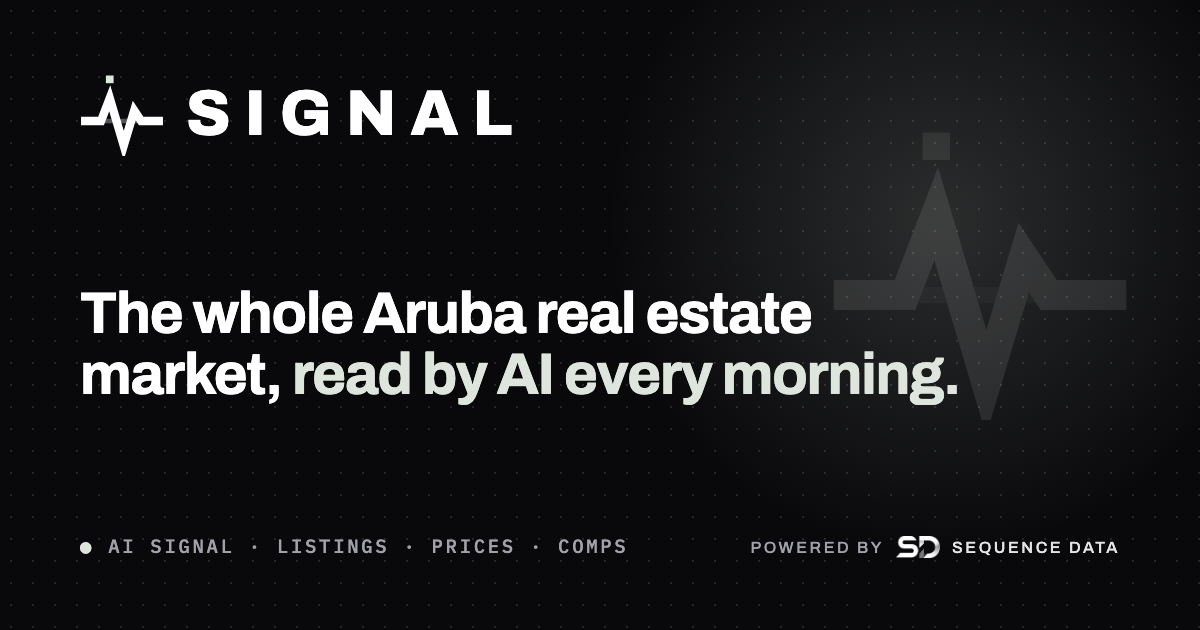 SIGNAL
The whole Aruba real estate
market, read by AI every morning.
AI SIGNAL · LISTINGS · PRICES · COMPS
POWERED BY SD SEQUENCE DATA